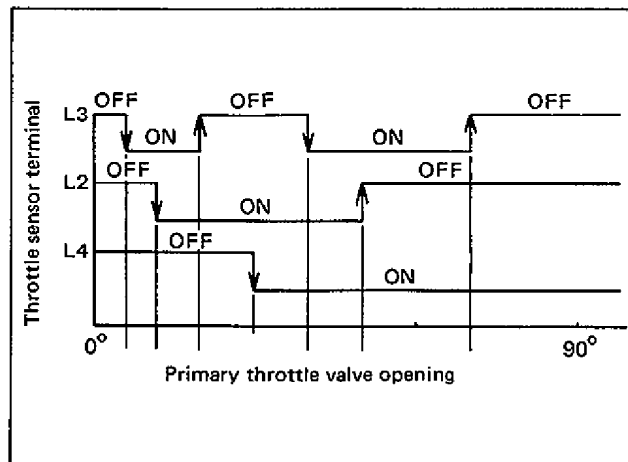 Throttle sensor terminal
OFF OFF OFF
L3
ON ON
OFF OFF
L2
ON
OFF
L4
ON
0° 90°
Primary throttle valve opening